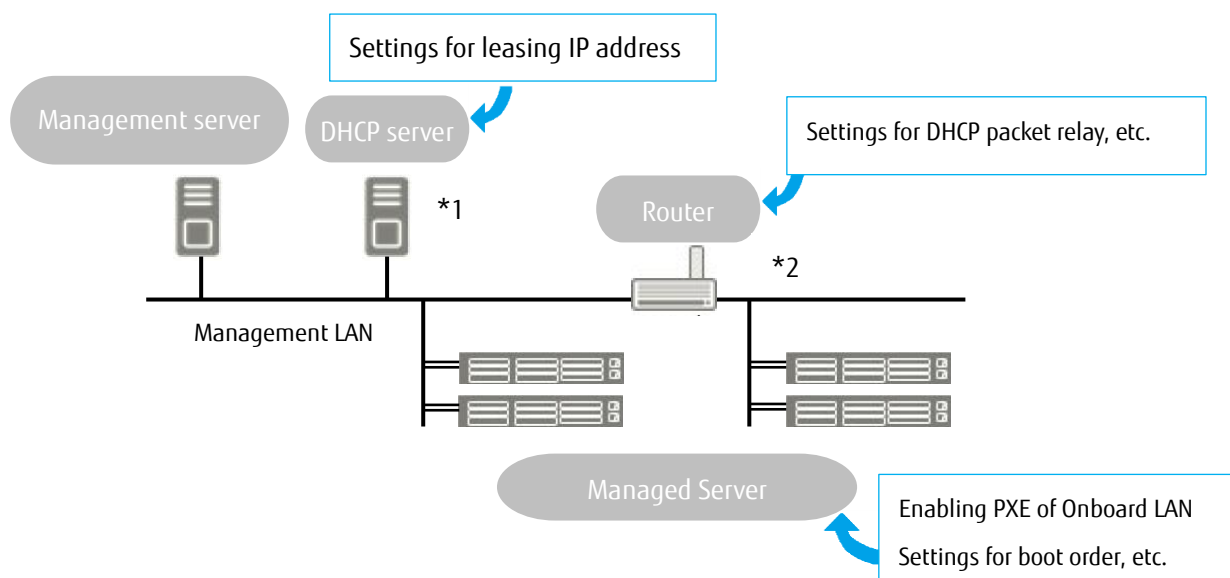 Settings for leasing IP address
Management server
DHCP server
Settings for DHCP packet relay, etc.
*1
Router
*2
Management LAN
Managed Server
Enabling PXE of Onboard LAN
Settings for boot order, etc.